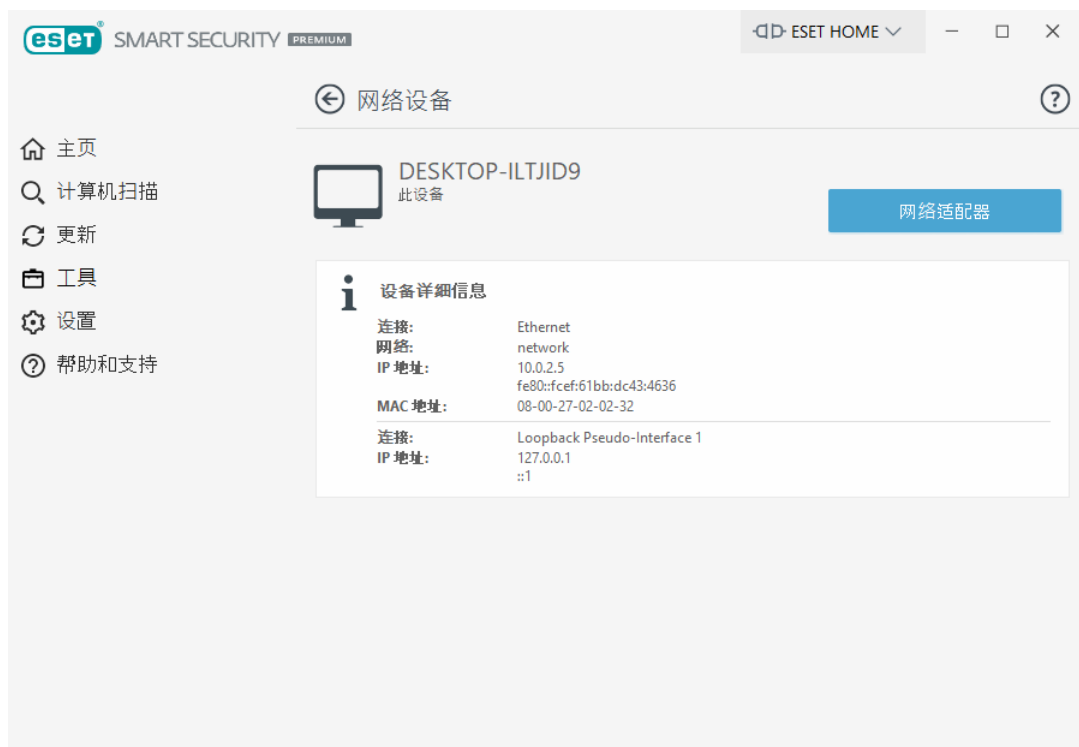 eset® SMART SECURITY PREMIUM
ESET HOME
网络设备
主页
计算机扫描
更新
工具
设置
帮助和支持
DESKTOP-ILTJID9
此设备
网络适配器
设备详细信息
连接: Ethernet
网络: network
IP 地址: 10.0.2.5
fe80::fcef:61bb:dc43:4636
MAC 地址: 08-00-27-02-02-32
连接: Loopback Pseudo-Interface 1
IP 地址: 127.0.0.1
::1